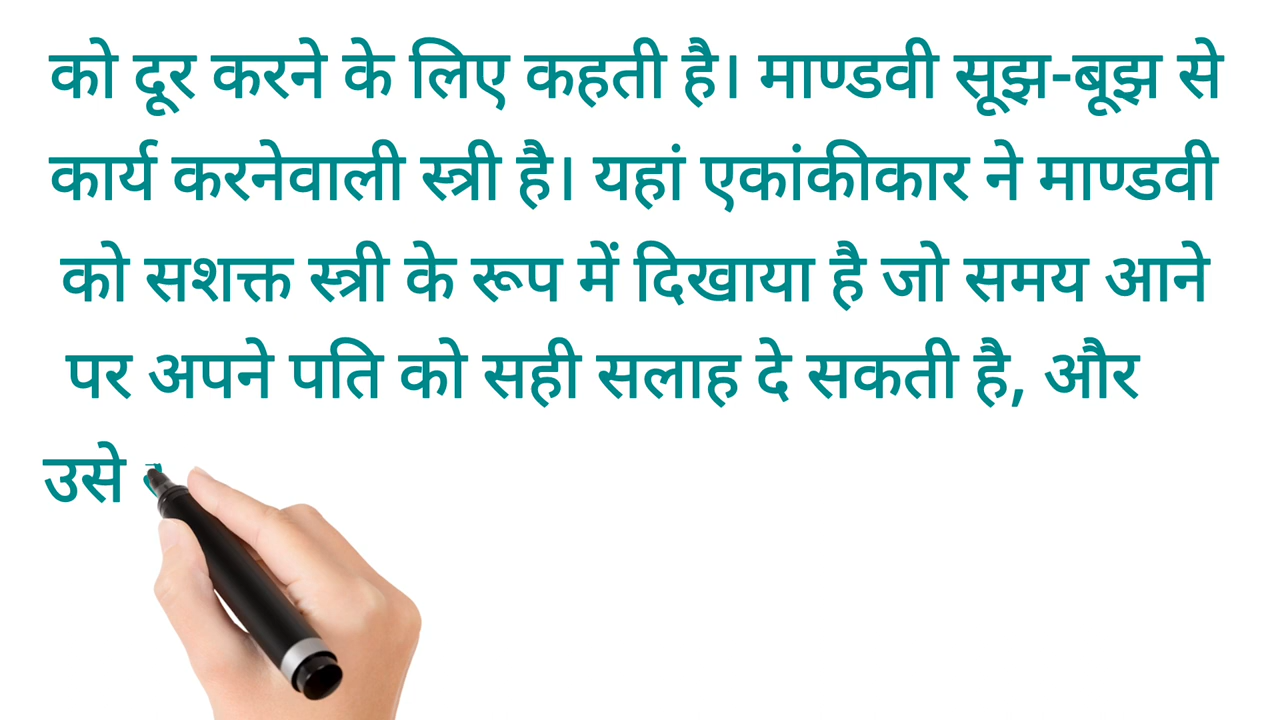 को दूर करने के लिए कहती है। माण्डवी सूझ-बूझ से
कार्य करनेवाली स्त्री है। यहां एकांकीकार ने माण्डवी
को सशक्त स्त्री के रूप में दिखाया है जो समय आने
पर अपने पति को सही सलाह दे सकती है, और
उसे